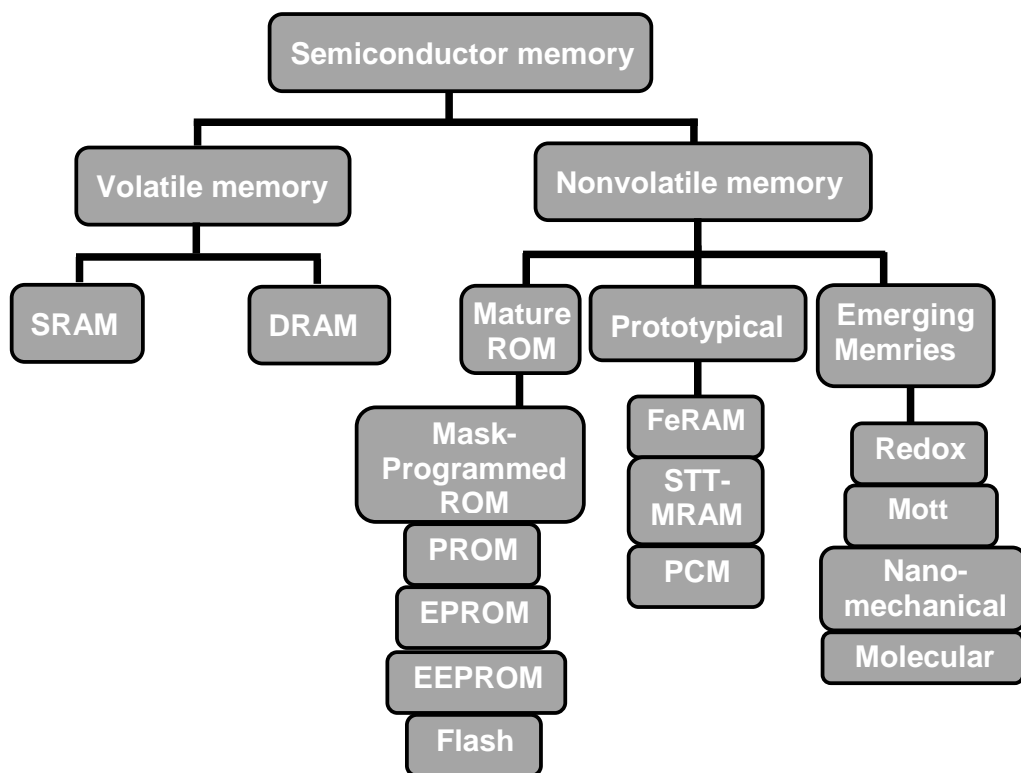 Semiconductor memory
Volatile memory
Nonvolatile memory
SRAM
DRAM
Mature
ROM
Prototypical
Emerging
Memries
Mask-
Programmed
ROM
PROM
EPROM
EEPROM
Flash
FeRAM
STT-
MRAM
PCM
Redox
Mott
Nano-
mechanical
Molecular